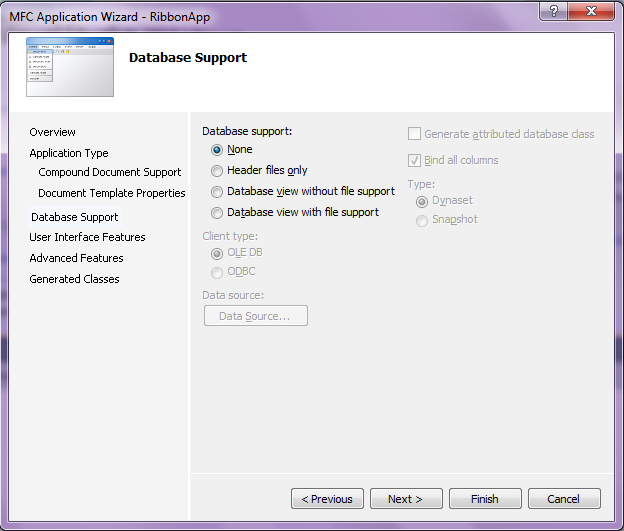 MFC Application Wizard - RibbonApp
?
Database Support
Overview
Application Type
Compound Document Support
Document Template Properties
Database Support
User Interface Features
Advanced Features
Generated Classes
Database support:
None
Header files only
Database view without file support
Database view with file support
Client type:
OLE DB
ODBC
Data source:
Data Source...
Generate attributed database class
Bind all columns
Type:
Dynaset
Snapshot
< Previous
Next >
Finish
Cancel